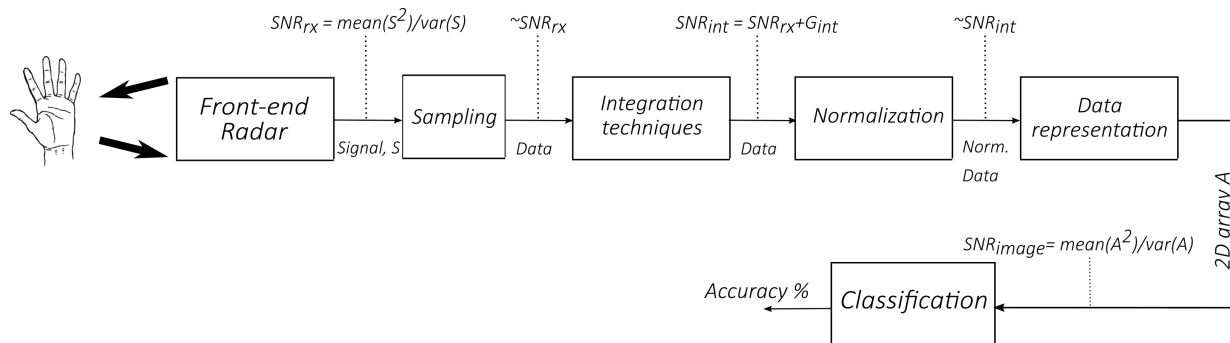 SNRrx = mean(S²)/var(S)
~SNRrx
SNRint = SNRrx+Gint
~SNRint
Front-end
Radar
Signal, S
Sampling
Data
Integration
techniques
Data
Normalization
Norm.
Data
Data
representation
2D array A
SNRimage= mean(A²)/var(A)
Classification
Accuracy %